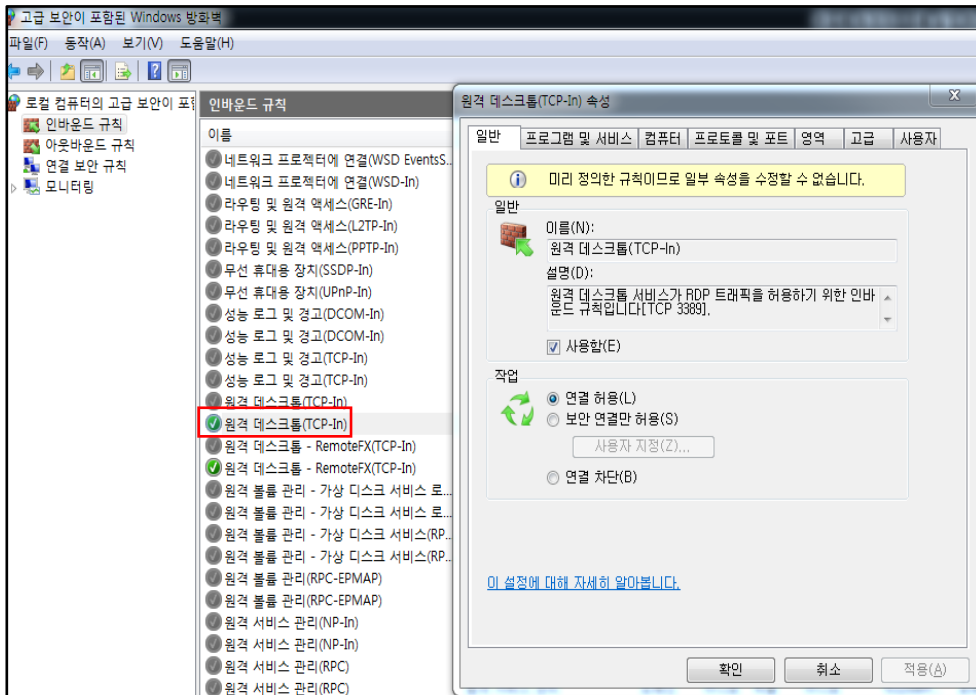 고급 보안이 포함된 Windows 방화벽
파일(F) 동작(A) 보기(V) 도움말(H)
로컬 컴퓨터의 고급 보안이 포함
인바운드 규칙
아웃바운드 규칙
연결 보안 규칙
모니터링
인바운드 규칙
이름
네트워크 프로젝터에 연결(WSD EventsS...
네트워크 프로젝터에 연결(WSD-In)
라우팅 및 원격 액세스(GRE-In)
라우팅 및 원격 액세스(L2TP-In)
라우팅 및 원격 액세스(PPTP-In)
무선 휴대용 장치(SSDP-In)
무선 휴대용 장치(UPnP-In)
성능 로그 및 경고(DCOM-In)
성능 로그 및 경고(DCOM-In)
성능 로그 및 경고(TCP-In)
성능 로그 및 경고(TCP-In)
원격 데스크톱(TCP-In)
원격 데스크톱(TCP-In)
원격 데스크톱 - RemoteFX(TCP-In)
원격 데스크톱 - RemoteFX(TCP-In)
원격 볼륨 관리 - 가상 디스크 서비스 로...
원격 볼륨 관리 - 가상 디스크 서비스 로...
원격 볼륨 관리 - 가상 디스크 서비스(RP...
원격 볼륨 관리 - 가상 디스크 서비스(RP...
원격 볼륨 관리(RPC-EPMAP)
원격 볼륨 관리(RPC-EPMAP)
원격 서비스 관리(NP-In)
원격 서비스 관리(NP-In)
원격 서비스 관리(RPC)
원격 서비스 관리(RPC)
원격 데스크톱(TCP-In) 속성
일반 프로그램 및 서비스 컴퓨터 프로토콜 및 포트 영역 고급 사용자
미리 정의한 규칙이므로 일부 속성을 수정할 수 없습니다.
일반
이름(N):
원격 데스크톱(TCP-In)
설명(D):
원격 데스크톱 서비스가 RDP 트래픽을 허용하기 위한 인바
운드 규칙입니다[TCP 3389].
사용함(E)
작업
연결 허용(L)
보안 연결만 허용(S)
사용자 지정(Z)...
연결 차단(B)
이 설정에 대해 자세히 알아봅니다.
확인 취소 적용(A)